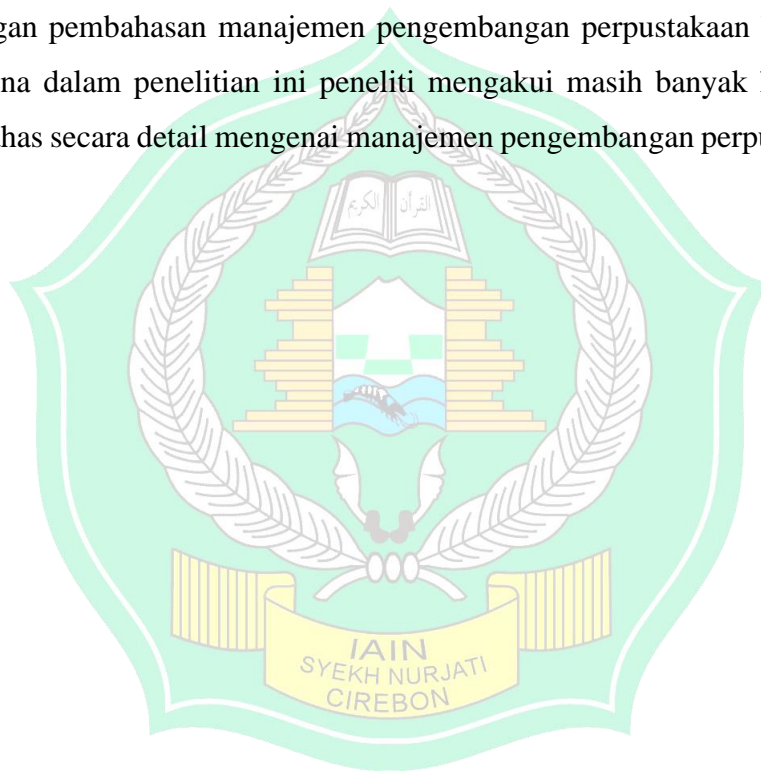 gan pembahasan manajemen pengembangan perpustakaan
na dalam penelitian ini peneliti mengakui masih banyak
has secara detail mengenai manajemen pengembangan perpu
القرآن الكريم
IAIN
SYEKH NURJATI
CIREBON